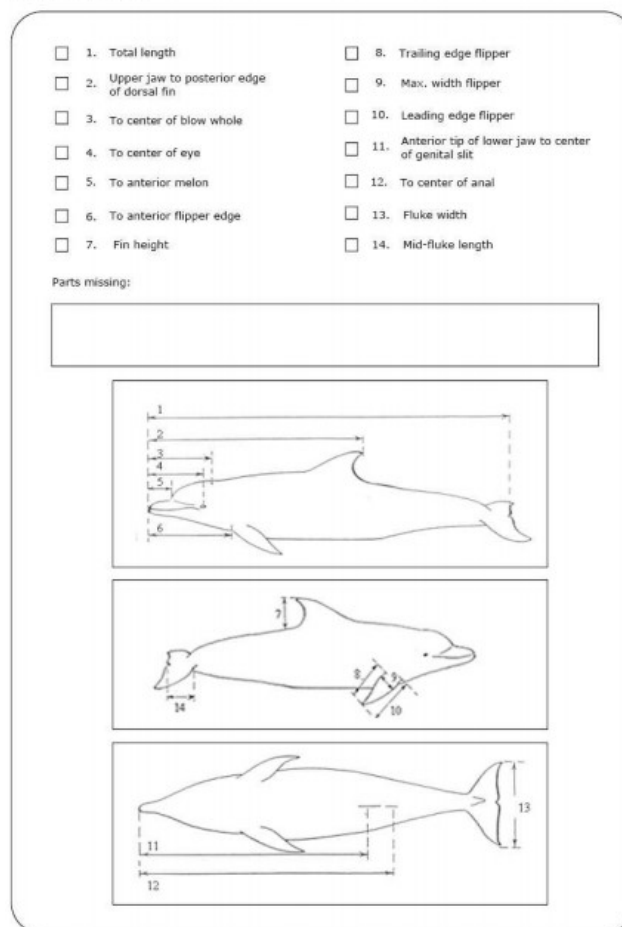 1. Total length
2. Upper jaw to posterior edge
of dorsal fin
3. To center of blow whole
4. To center of eye
5. To anterior melon
6. To anterior flipper edge
7. Fin height
8. Trailing edge flipper
9. Max. width flipper
10. Leading edge flipper
11. Anterior tip of lower jaw to center
of genital slit
12. To center of anal
13. Fluke width
14. Mid-fluke length
Parts missing:
1
2
3
4
5
6
7
8
9
10
14
13
11
12